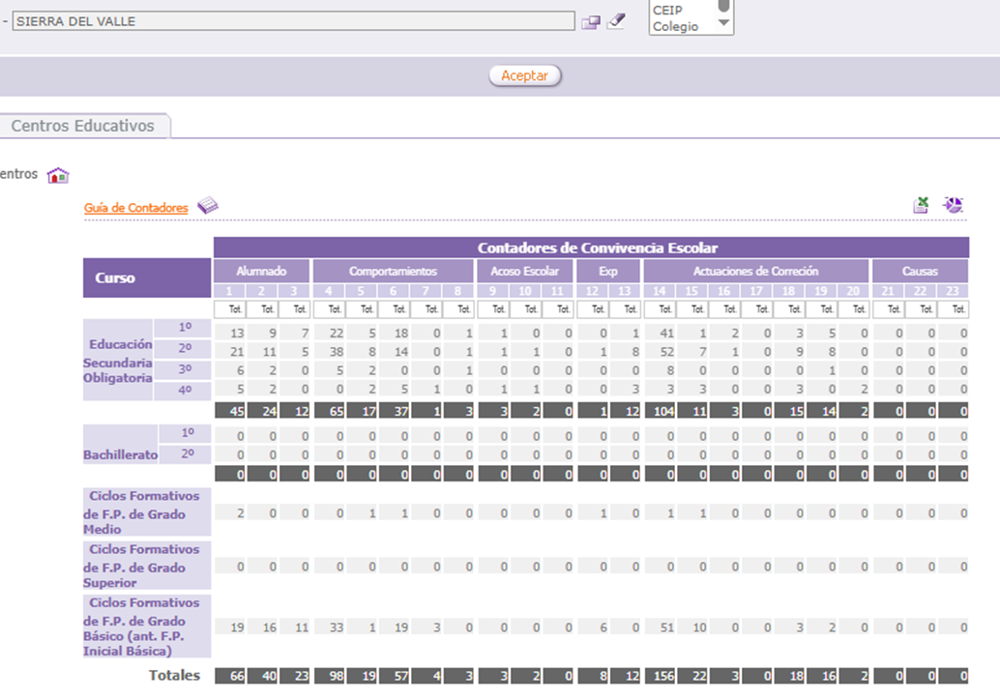 - SIERRA DEL VALLE
CEIP
Colegio
Aceptar
Centros Educativos
entros
Guía de Contadores
Contadores de Convivencia Escolar
Curso
Alumnado Comportamientos Acoso Escolar Exp Actuaciones de Correción Causas
1 2 3 4 5 6 7 8 9 10 11 12 13 14 15 16 17 18 19 20 21 22 23
Tot. Tot. Tot. Tot. Tot. Tot. Tot. Tot. Tot. Tot. Tot. Tot. Tot. Tot. Tot. Tot. Tot. Tot. Tot. Tot. Tot. Tot. Tot.
Educación
Secundaria
Obligatoria
1º 13 9 7 22 5 18 0 1 1 0 0 0 1 41 1 2 0 3 5 0 0 0 0
2º 21 11 5 38 8 14 0 1 1 1 0 1 8 52 7 1 0 9 8 0 0 0 0
3º 6 2 0 5 2 0 0 1 0 0 0 0 0 8 0 0 0 0 1 0 0 0 0
4º 5 2 0 0 2 5 1 0 1 1 0 0 3 3 3 0 0 3 0 2 0 0 0
45 24 12 65 17 37 1 3 3 2 0 1 12 104 11 3 0 15 14 2 0 0 0
Bachillerato
1º 0 0 0 0 0 0 0 0 0 0 0 0 0 0 0 0 0 0 0 0 0 0 0
2º 0 0 0 0 0 0 0 0 0 0 0 0 0 0 0 0 0 0 0 0 0 0 0
0 0 0 0 0 0 0 0 0 0 0 0 0 0 0 0 0 0 0 0 0 0 0
Ciclos Formativos
de F.P. de Grado
Medio
2 0 0 0 1 1 0 0 0 0 0 1 0 1 1 0 0 0 0 0 0 0 0
Ciclos Formativos
de F.P. de Grado
Superior
0 0 0 0 0 0 0 0 0 0 0 0 0 0 0 0 0 0 0 0 0 0 0
Ciclos Formativos
de F.P. de Grado
Básico (ant. F.P.
Inicial Básica)
19 16 11 33 1 19 3 0 0 0 0 6 0 51 10 0 0 3 2 0 0 0 0
Totales 66 40 23 98 19 57 4 3 3 2 0 8 12 156 22 3 0 18 16 2 0 0 0